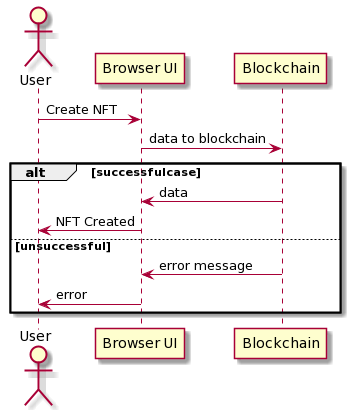 User
Browser UI
Blockchain
Create NFT
data to blockchain
alt
[successfulcase]
data
NFT Created
[unsuccessful]
error message
error
User
Browser UI
Blockchain